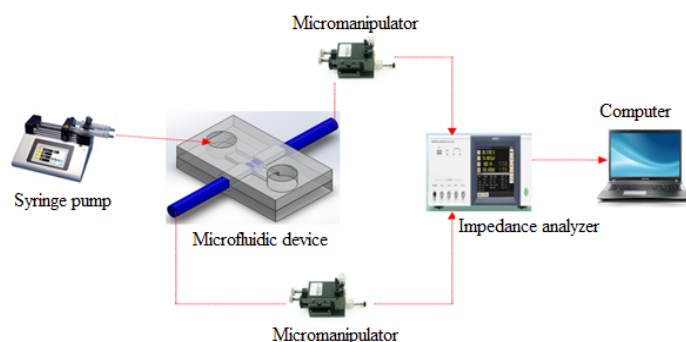 Micromanipulator
Computer
Syringe pump
Microfluidic device
Impedance analyzer
Micromanipulator